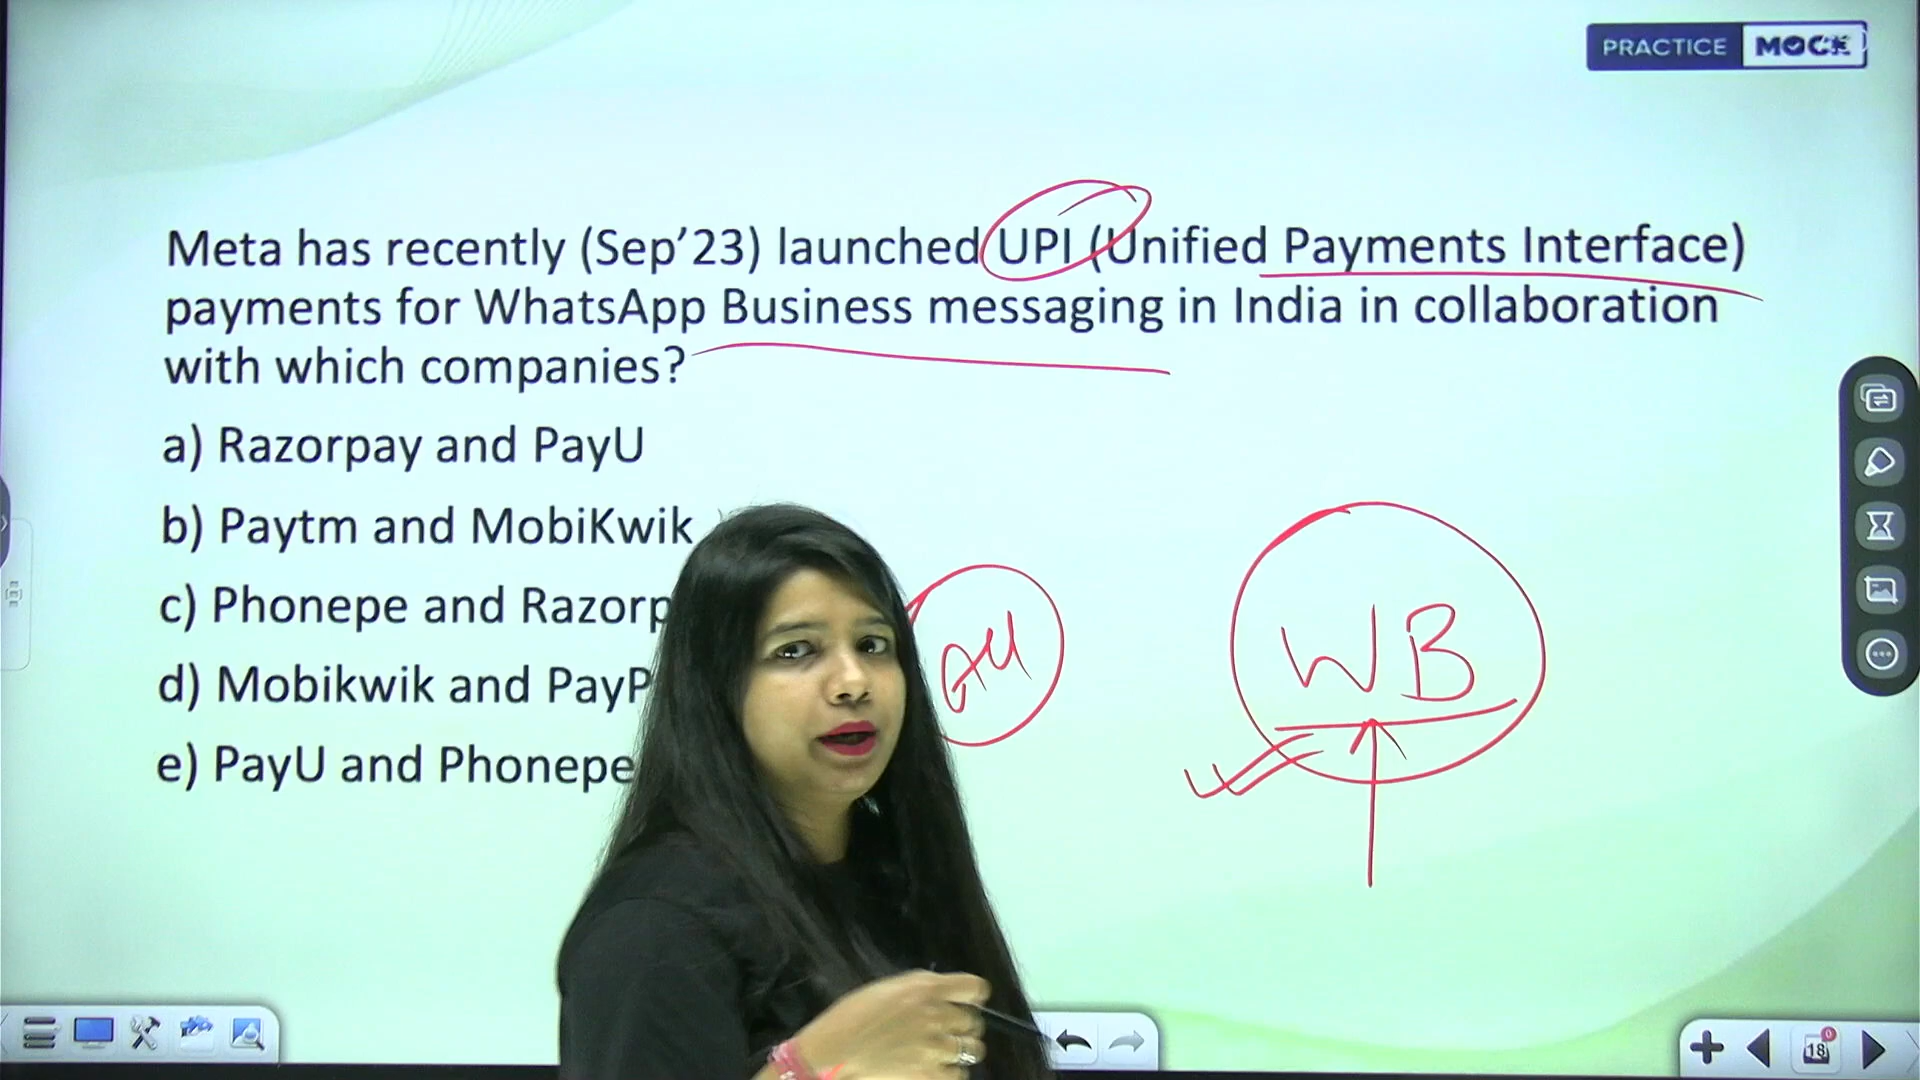 PRACTICE MOCK
Meta has recently (Sep’23) launched UPI (Unified Payments Interface)
payments for WhatsApp Business messaging in India in collaboration
with which companies?
a) Razorpay and PayU
b) Paytm and MobiKwik
c) Phonepe and Razorp
d) Mobikwik and PayP
e) PayU and Phonepe
WB
18
0